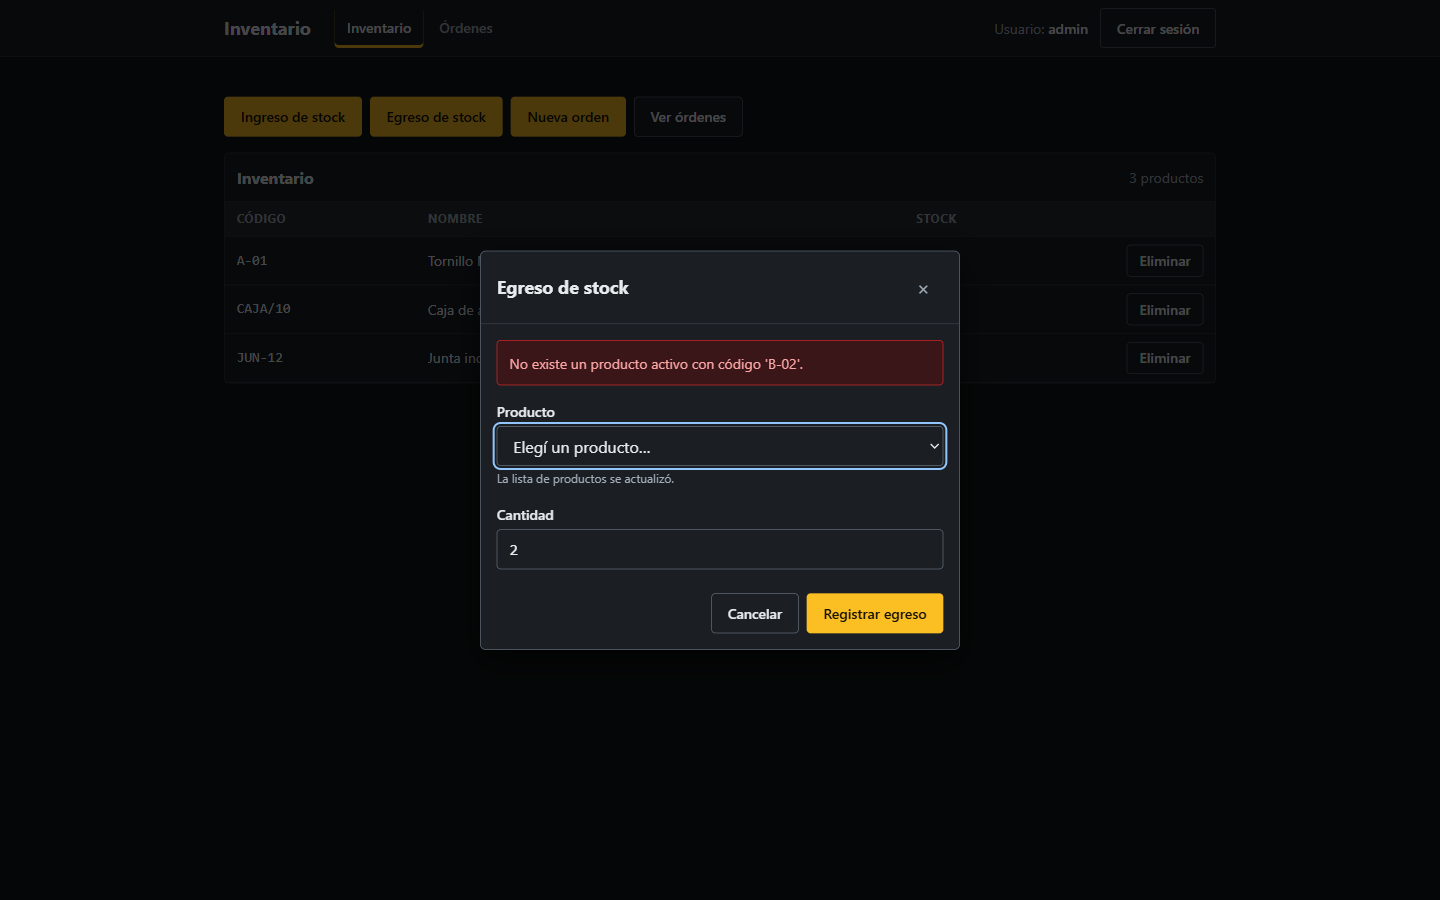 Inventario
Inventario
Órdenes
Usuario: admin
Cerrar sesión
Ingreso de stock
Egreso de stock
Nueva orden
Ver órdenes
Inventario
3 productos
CÓDIGO
NOMBRE
STOCK
A-01
Tornillo
Eliminar
CAJA/10
Caja de
Eliminar
JUN-12
Junta
Eliminar
Egreso de stock
×
No existe un producto activo con código 'B-02'.
Producto
Elegí un producto...
La lista de productos se actualizó.
Cantidad
2
Cancelar
Registrar egreso